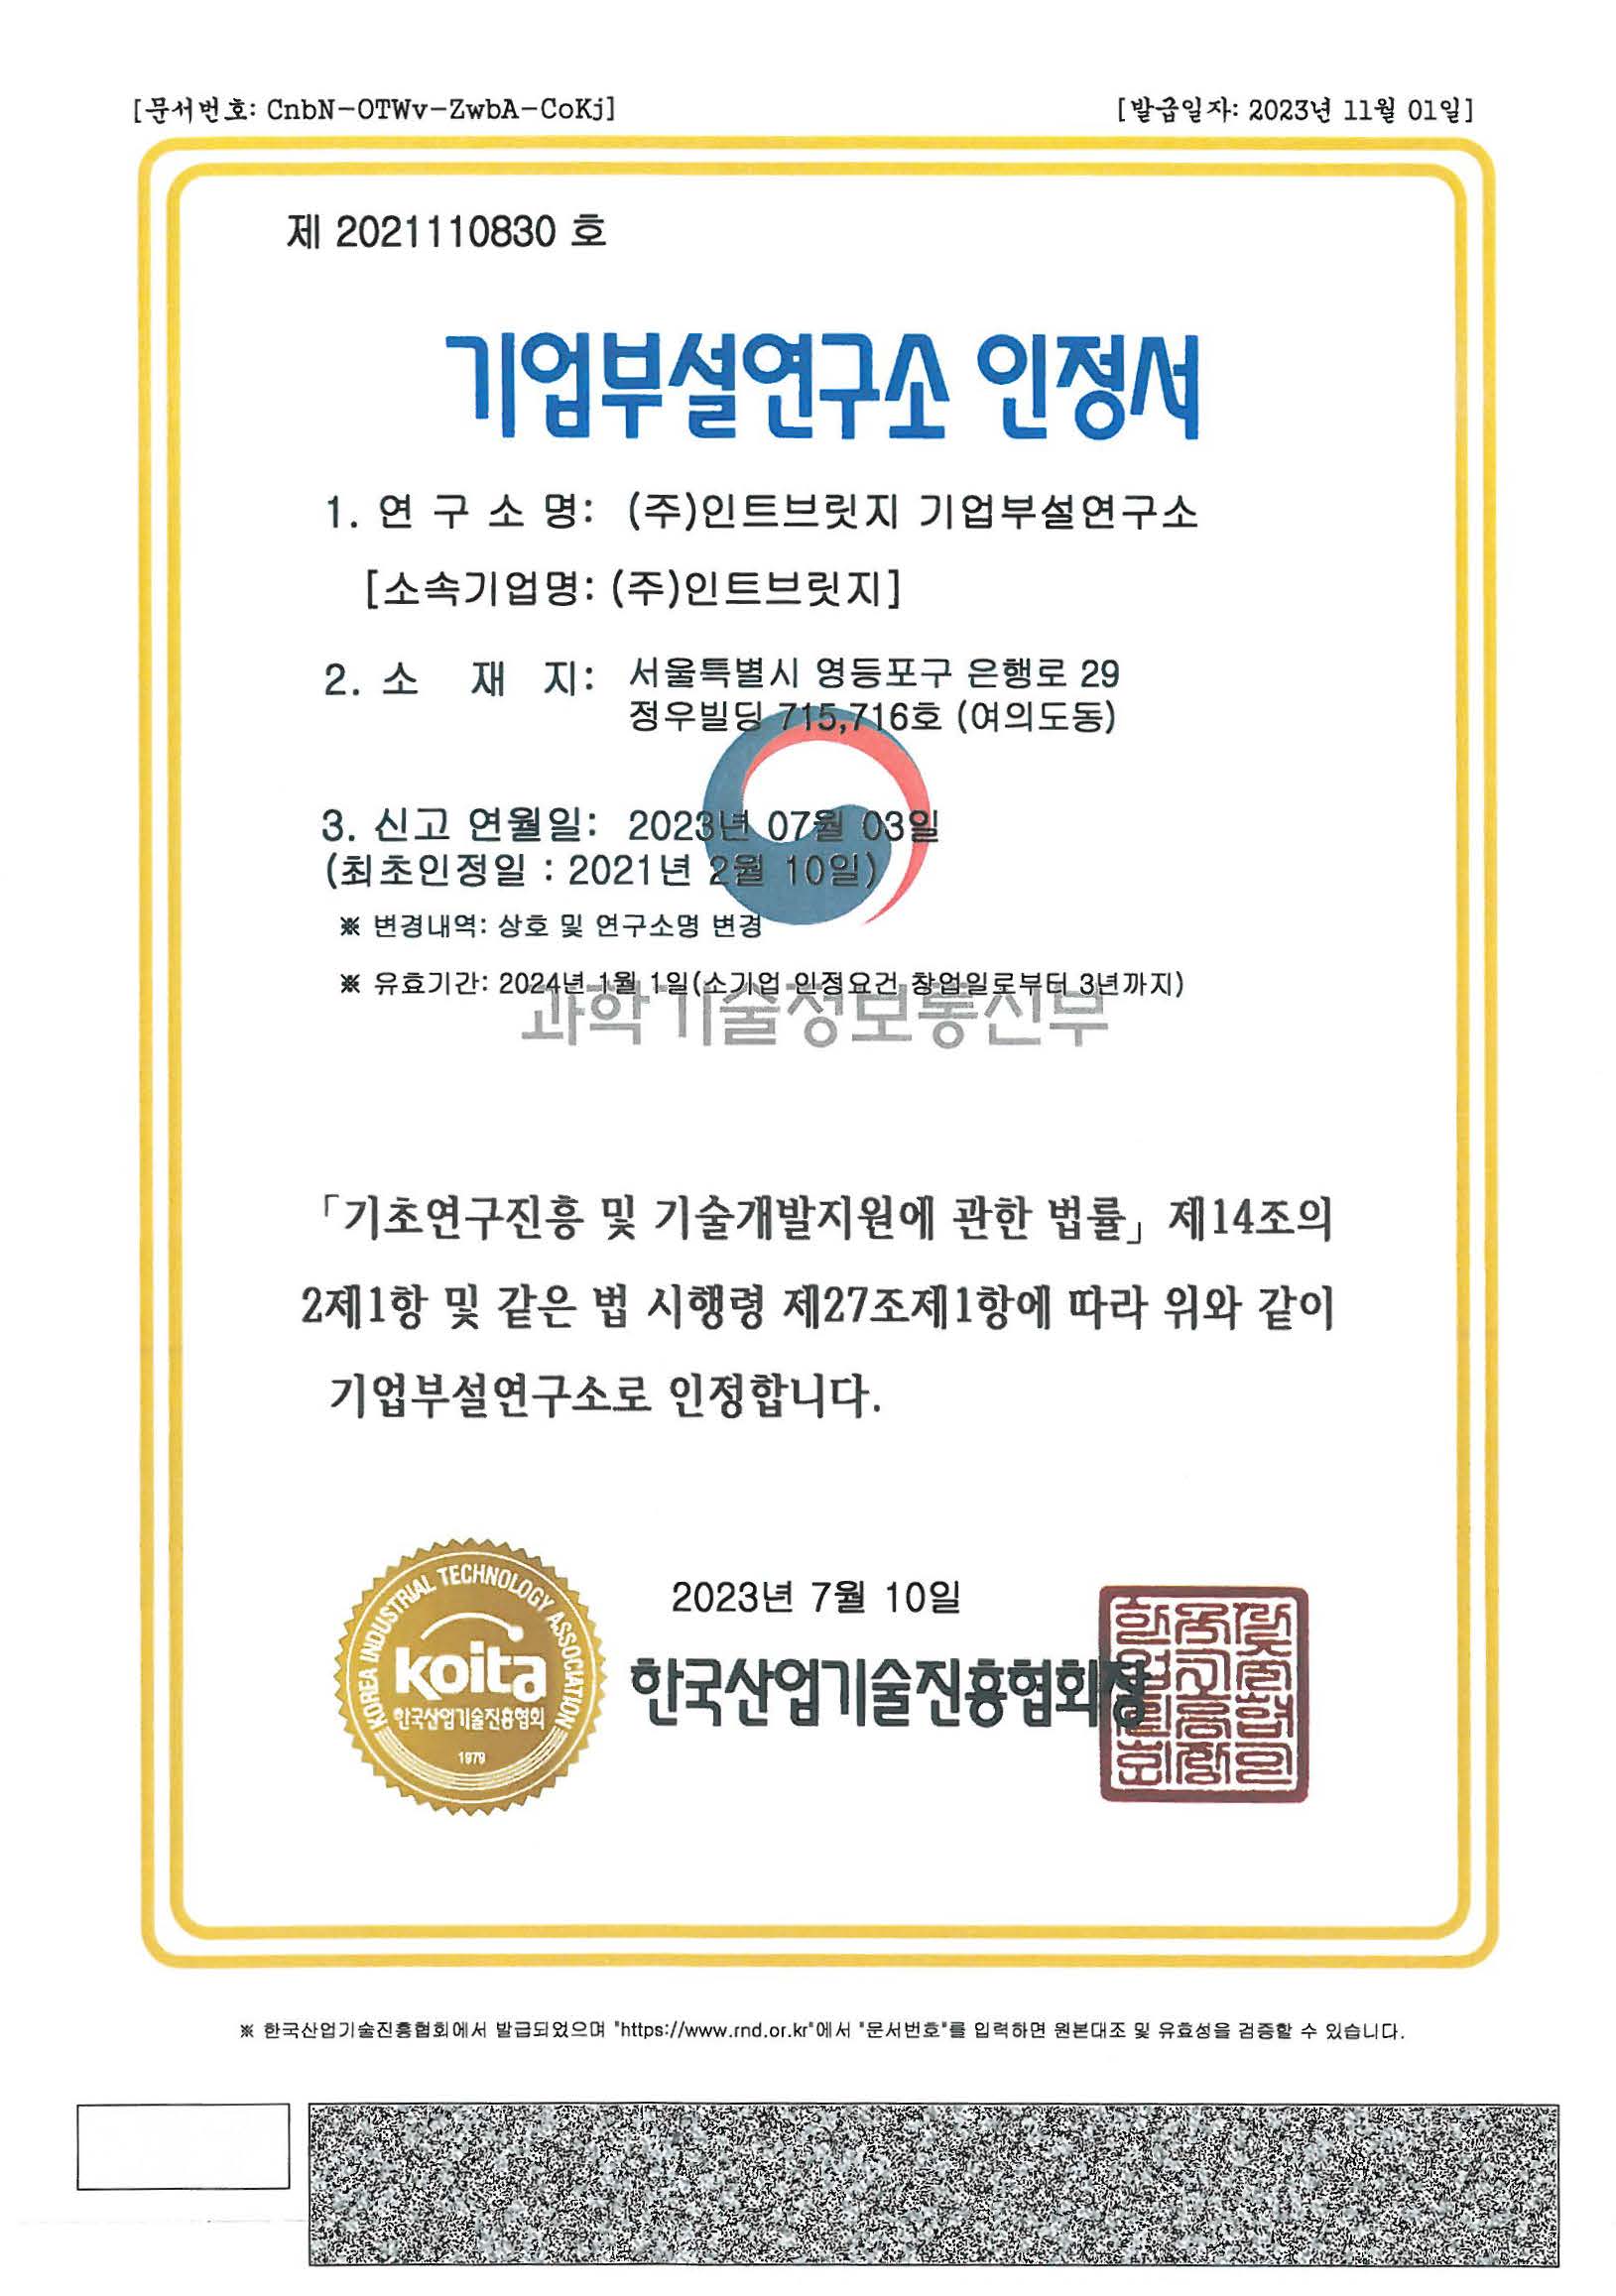 [문서번호: CnbN-OTWv-ZwbA-CoKj]
[발급일자: 2023년 11월 01일]
제 2021110830 호
기업부설연구소 인정서
1. 연 구 소 명: (주)인트브릿지 기업부설연구소
[소속기업명: (주)인트브릿지]
2. 소 재 지: 서울특별시 영등포구 은행로 29
정우빌딩 715,716호 (여의도동)
3. 신고 연월일: 2023년 07월 03일
(최초인정일 : 2021년 2월 10일)
※ 변경내역: 상호 및 연구소명 변경
※ 유효기간: 2024년 1월 1일(소기업 인정요건 창업일로부터 3년까지)
과학기술정보통신부
「기초연구진흥 및 기술개발지원에 관한 법률」 제14조의
2제1항 및 같은 법 시행령 제27조제1항에 따라 위와 같이
기업부설연구소로 인정합니다.
KOREA INDUSTRIAL TECHNOLOGY ASSOCIATION
koita
한국산업기술진흥협회
1979
2023년 7월 10일
한국산업기술진흥협회장
※ 한국산업기술진흥협회에서 발급되었으며 "https://www.rnd.or.kr"에서 "문서번호"를 입력하면 원본대조 및 유효성을 검증할 수 있습니다.